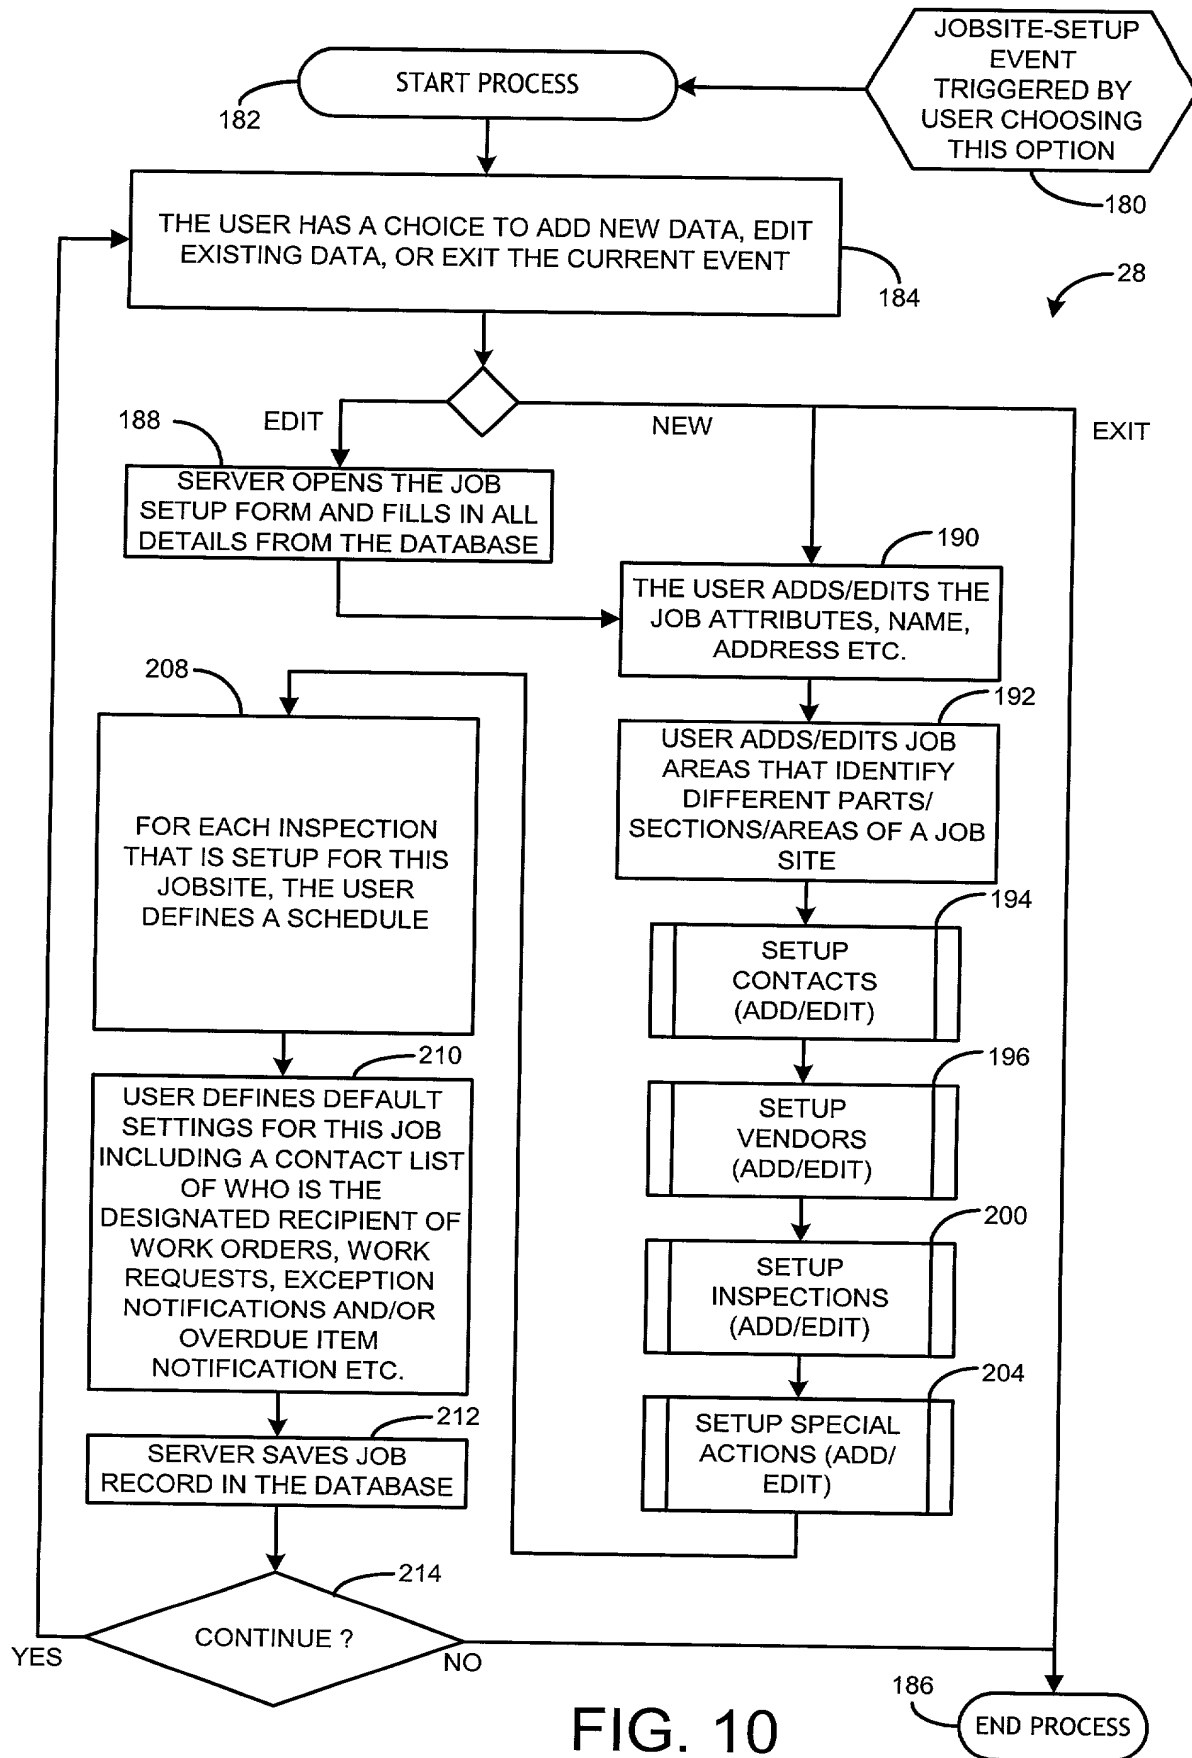 JOBSITE-SETUP
EVENT
TRIGGERED BY
USER CHOOSING
THIS OPTION
180
START PROCESS
182
THE USER HAS A CHOICE TO ADD NEW DATA, EDIT
EXISTING DATA, OR EXIT THE CURRENT EVENT
184
28
EDIT
NEW
EXIT
188
SERVER OPENS THE JOB
SETUP FORM AND FILLS IN ALL
DETAILS FROM THE DATABASE
190
THE USER ADDS/EDITS THE
JOB ATTRIBUTES, NAME,
ADDRESS ETC.
192
USER ADDS/EDITS JOB
AREAS THAT IDENTIFY
DIFFERENT PARTS/
SECTIONS/AREAS OF A JOB
SITE
194
SETUP
CONTACTS
(ADD/EDIT)
196
SETUP
VENDORS
(ADD/EDIT)
200
SETUP
INSPECTIONS
(ADD/EDIT)
204
SETUP SPECIAL
ACTIONS (ADD/
EDIT)
208
FOR EACH INSPECTION
THAT IS SETUP FOR THIS
JOBSITE, THE USER
DEFINES A SCHEDULE
210
USER DEFINES DEFAULT
SETTINGS FOR THIS JOB
INCLUDING A CONTACT LIST
OF WHO IS THE
DESIGNATED RECIPIENT OF
WORK ORDERS, WORK
REQUESTS, EXCEPTION
NOTIFICATIONS AND/OR
OVERDUE ITEM
NOTIFICATION ETC.
212
SERVER SAVES JOB
RECORD IN THE DATABASE
214
CONTINUE ?
YES
NO
186
END PROCESS
FIG. 10